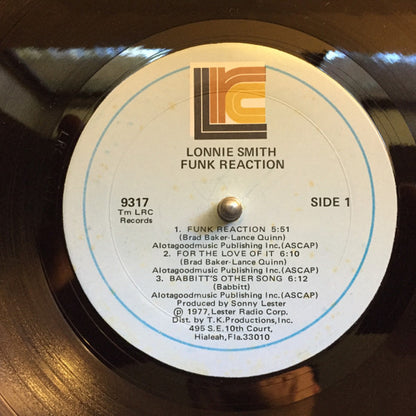 LRC
LONNIE SMITH
FUNK REACTION
9317
Tm LRC
Records
SIDE 1
1. FUNK REACTION 5:51
(Brad Baker-Lance Quinn)
Alotagoodmusic Publishing Inc.(ASCAP)
2. FOR THE LOVE OF IT 6:10
(Brad Baker-Lance Quinn)
Alotagoodmusic Publishing Inc.(ASCAP)
3. BABBITT'S OTHER SONG 6:12
(Babbitt)
Alotagoodmusic Publishing Inc.(ASCAP)
Produced by Sonny Lester
℗ 1977, Lester Radio Corp.
Dist. by T.K.Productions,Inc.
495 S.E.10th Court,
Hialeah,Fla.33010